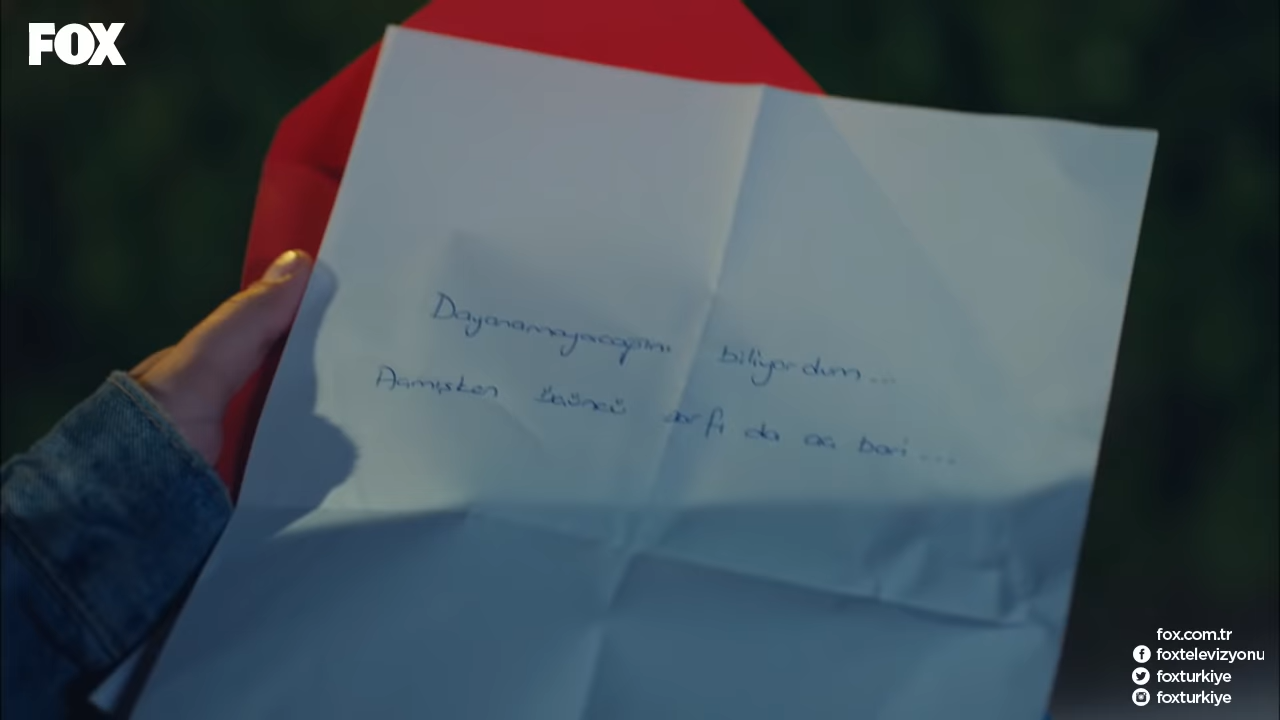 FOX
Dayanamayacağını biliyordum...
Açmışken üçüncü zarfı da aç bari...
fox.com.tr
foxtelevizyonu
foxturkiye
foxturkiye